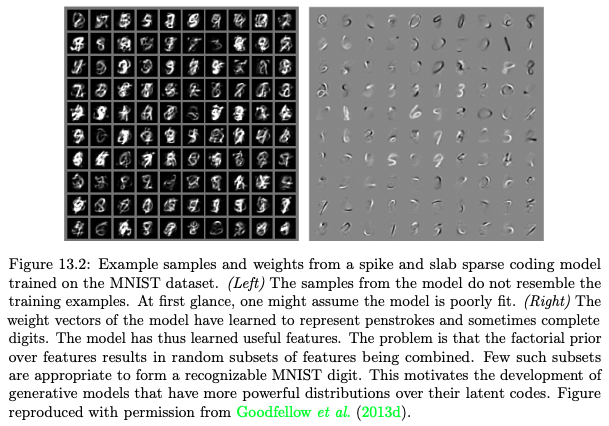 Figure 13.2: Example samples and weights from a spike and slab sparse coding model
trained on the MNIST dataset. (Left) The samples from the model do not resemble the
training examples. At first glance, one might assume the model is poorly fit. (Right) The
weight vectors of the model have learned to represent penstrokes and sometimes complete
digits. The model has thus learned useful features. The problem is that the factorial prior
over features results in random subsets of features being combined. Few such subsets
are appropriate to form a recognizable MNIST digit. This motivates the development of
generative models that have more powerful distributions over their latent codes. Figure
reproduced with permission from Goodfellow et al. (2013d).